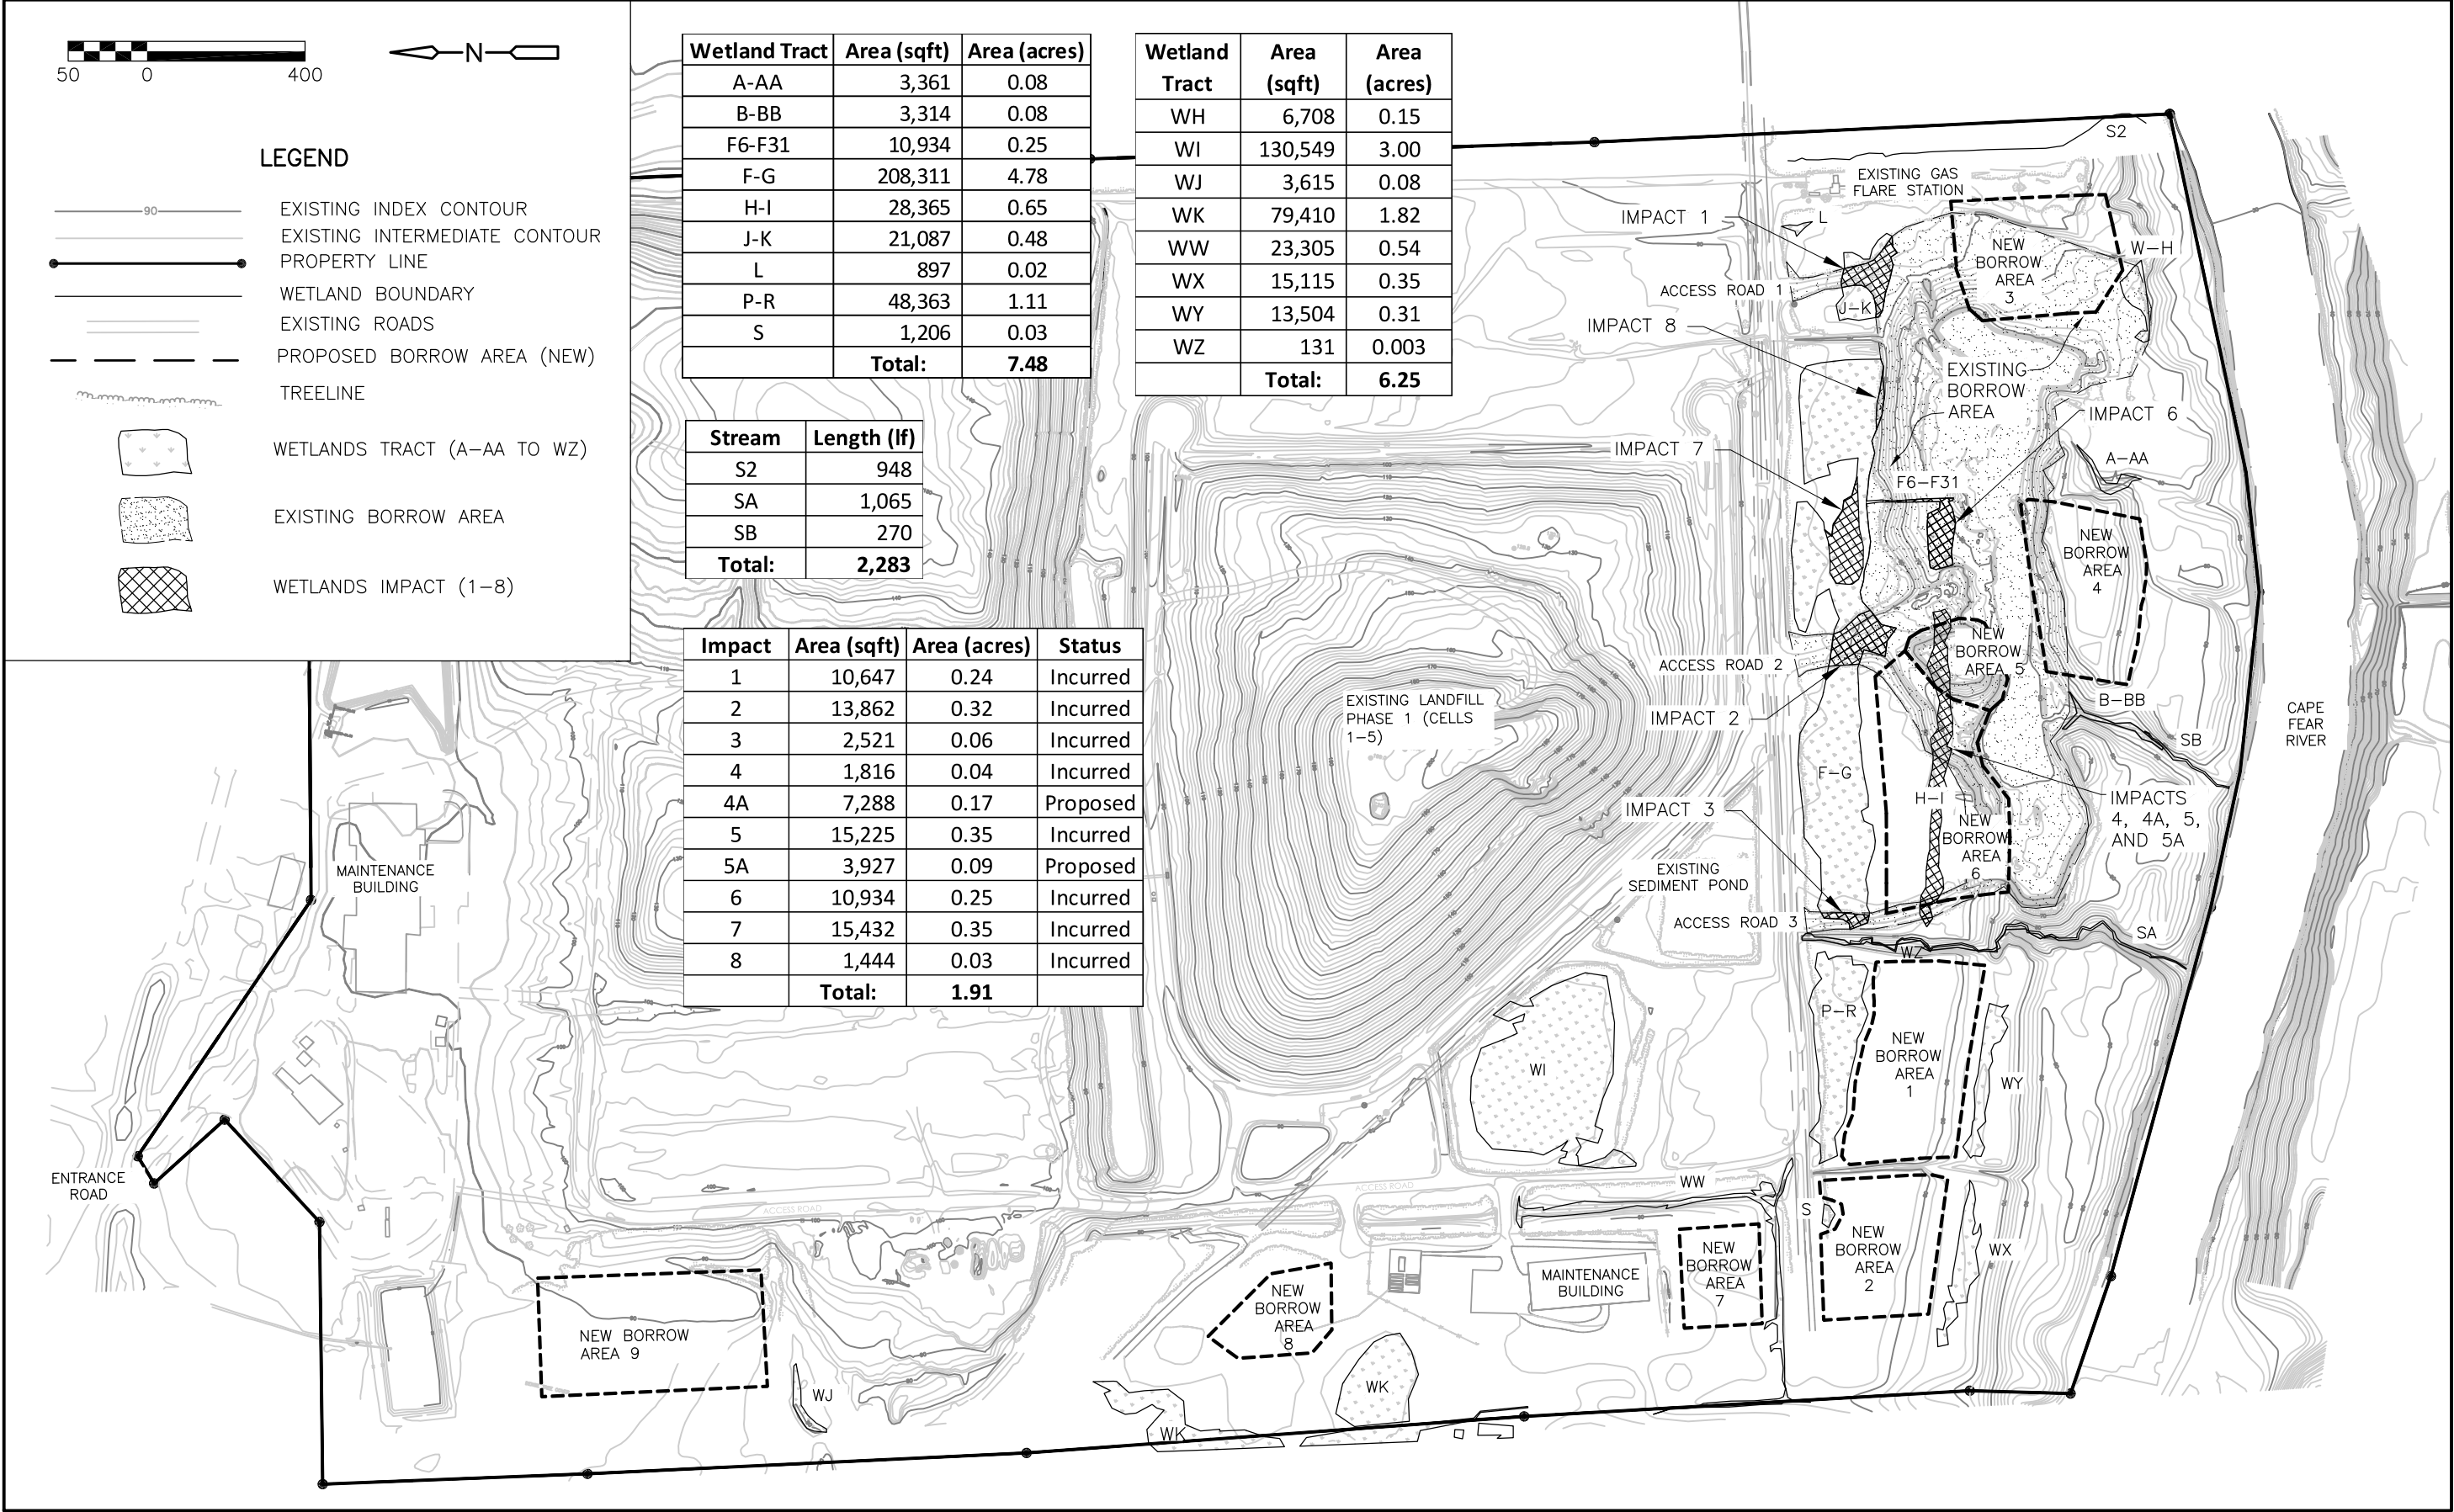 50 0 400
N
LEGEND
90 EXISTING INDEX CONTOUR
EXISTING INTERMEDIATE CONTOUR
PROPERTY LINE
WETLAND BOUNDARY
EXISTING ROADS
PROPOSED BORROW AREA (NEW)
TREELINE
WETLANDS TRACT (A-AA TO WZ)
EXISTING BORROW AREA
WETLANDS IMPACT (1-8)
Wetland Tract Area (sqft) Area (acres)
A-AA 3,361 0.08
B-BB 3,314 0.08
F6-F31 10,934 0.25
F-G 208,311 4.78
H-I 28,365 0.65
J-K 21,087 0.48
L 897 0.02
P-R 48,363 1.11
S 1,206 0.03
Total: 7.48
Wetland Area Area
Tract (sqft) (acres)
WH 6,708 0.15
WI 130,549 3.00
WJ 3,615 0.08
WK 79,410 1.82
WW 23,305 0.54
WX 15,115 0.35
WY 13,504 0.31
WZ 131 0.003
Total: 6.25
Stream Length (lf)
S2 948
SA 1,065
SB 270
Total: 2,283
Impact Area (sqft) Area (acres) Status
1 10,647 0.24 Incurred
2 13,862 0.32 Incurred
3 2,521 0.06 Incurred
4 1,816 0.04 Incurred
4A 7,288 0.17 Proposed
5 15,225 0.35 Incurred
5A 3,927 0.09 Proposed
6 10,934 0.25 Incurred
7 15,432 0.35 Incurred
8 1,444 0.03 Incurred
Total: 1.91
S2
EXISTING GAS
FLARE STATION
IMPACT 1
L
W-H
NEW
BORROW
AREA
3
ACCESS ROAD 1
J-K
IMPACT 8
EXISTING
BORROW
AREA
IMPACT 6
IMPACT 7
A-AA
F6-F31
NEW
BORROW
AREA
4
NEW
BORROW
AREA 5
ACCESS ROAD 2
B-BB
IMPACT 2
SB
EXISTING LANDFILL
PHASE 1 (CELLS
1-5)
CAPE
FEAR
RIVER
F-G
H-I
IMPACT 3
IMPACTS
4, 4A, 5,
AND 5A
NEW
BORROW
AREA
6
EXISTING
SEDIMENT POND
ACCESS ROAD 3
SA
WZ
MAINTENANCE
BUILDING
P-R
NEW
BORROW
AREA
1
WY
WI
ENTRANCE
ROAD
WW
ACCESS ROAD
ACCESS ROAD
S
NEW
BORROW
AREA
2
WX
NEW
BORROW
AREA
7
MAINTENANCE
BUILDING
NEW
BORROW
AREA
8
NEW BORROW
AREA 9
WJ
WK
WK